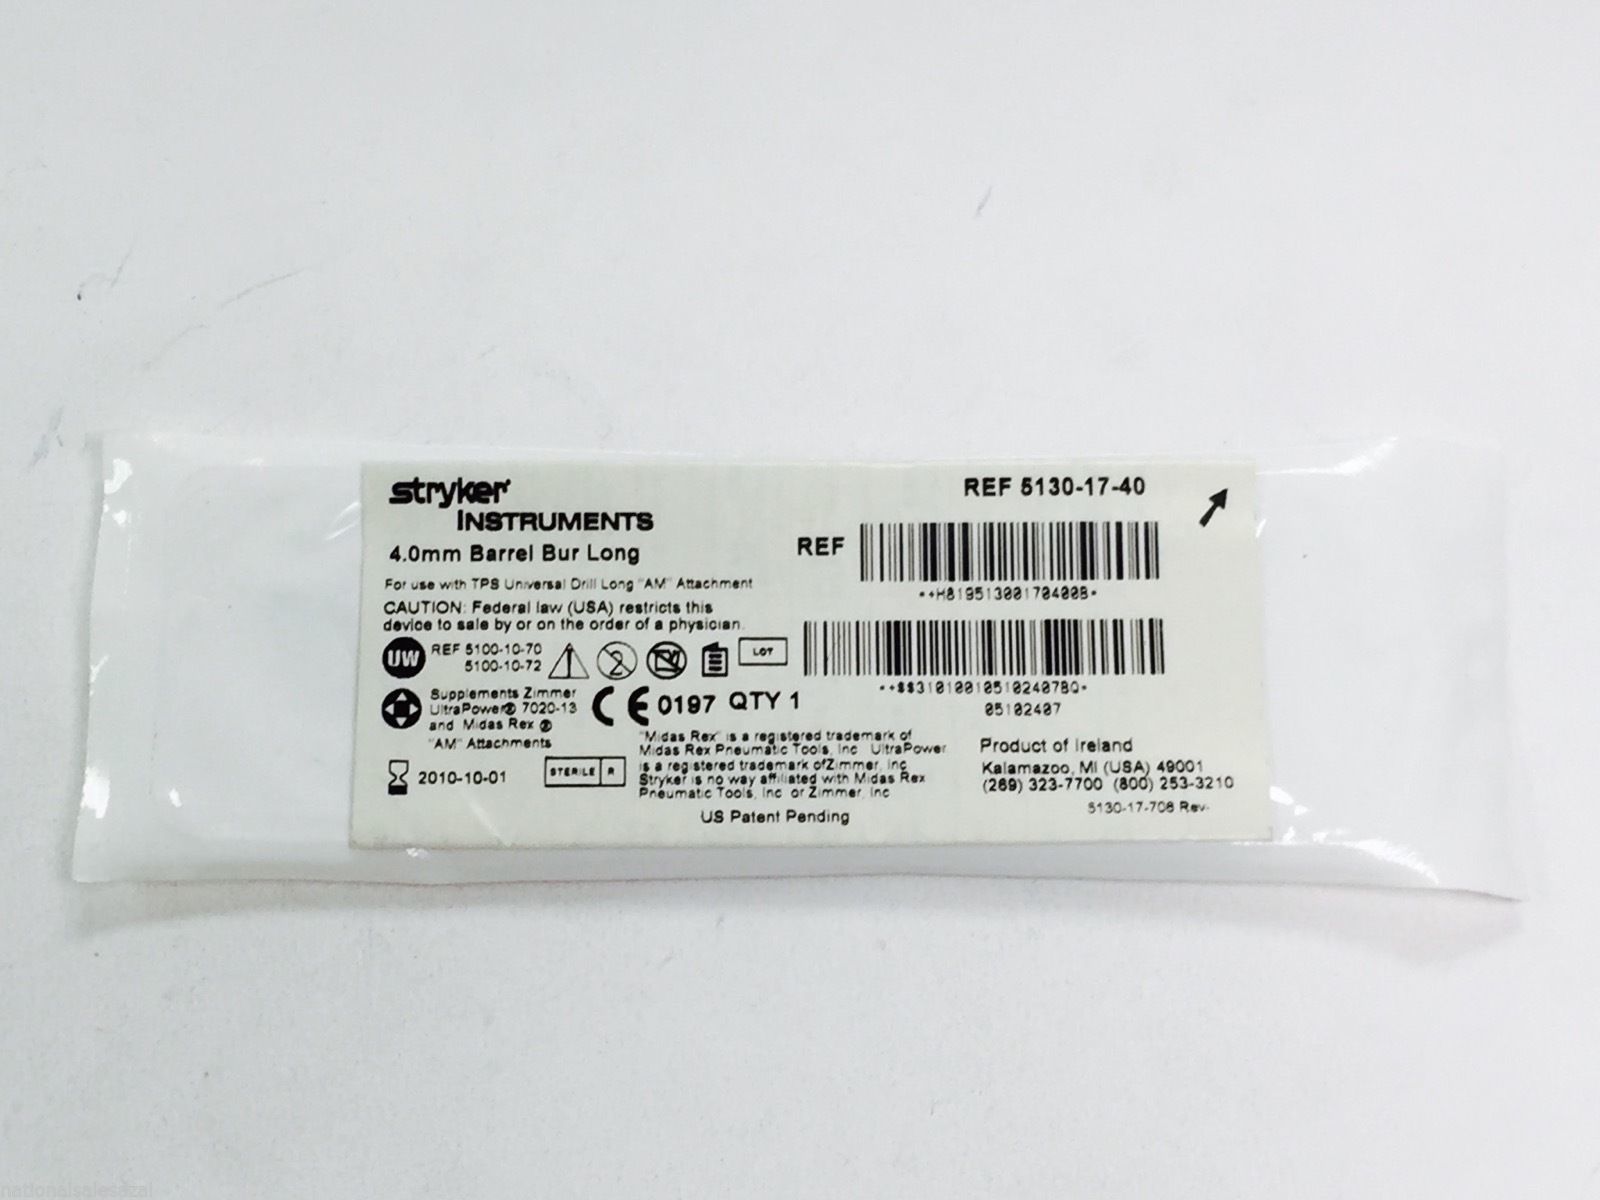 stryker
INSTRUMENTS
4.0mm Barrel Bur Long
For use with TPS Universal Drill Long "AM" Attachment
CAUTION: Federal law (USA) restricts this
device to sale by or on the order of a physician.
UW REF 5100-10-70
5100-10-72
2
LOT
Supplements Zimmer
UltraPower® 7020-13
and Midas Rex ®
"AM" Attachments
CE 0197 QTY 1
2010-10-01
STERILE R
REF 5130-17-40
REF
*+H819513001704008*
*+$$3101001051024078Q*
05102407
"Midas Rex" is a registered trademark of
Midas Rex Pneumatic Tools, Inc UltraPower
is a registered trademark of Zimmer, Inc
Stryker is no way affiliated with Midas Rex
Pneumatic Tools, Inc or Zimmer, Inc
US Patent Pending
Product of Ireland
Kalamazoo, MI (USA) 49001
(269) 323-7700 (800) 253-3210
5130-17-706 Rev-
nationalsalesazal